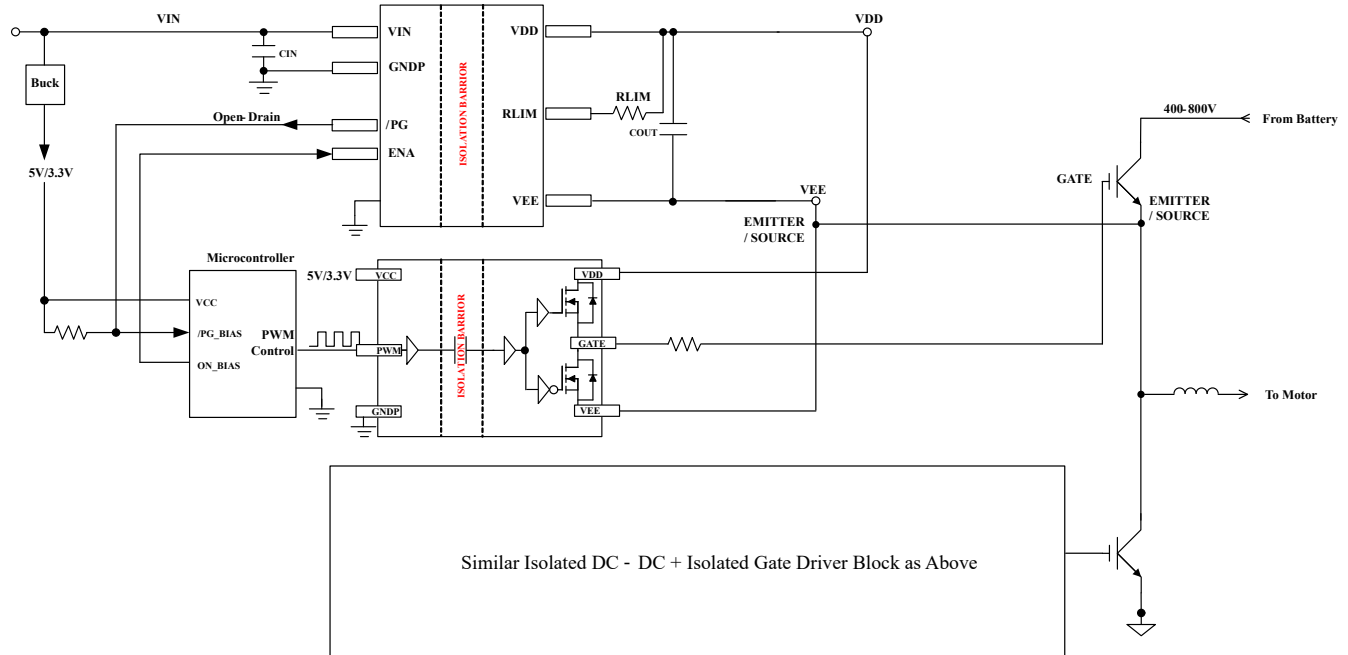 VIN
VDD
VIN
VDD
CIN
GNDP
Buck
ISOLATION BARRIER
RLIM
RLIM
COUT
400-800V
From Battery
Open-Drain
/PG
ENA
5V/3.3V
GATE
VEE
VEE
EMITTER
/ SOURCE
EMITTER
/ SOURCE
Microcontroller
5V/3.3V
VCC
VDD
VCC
ISOLATION BARRIER
/PG_BIAS
PWM
Control
PWM
GATE
ON_BIAS
To Motor
GNDP
VEE
Similar Isolated DC - DC + Isolated Gate Driver Block as Above